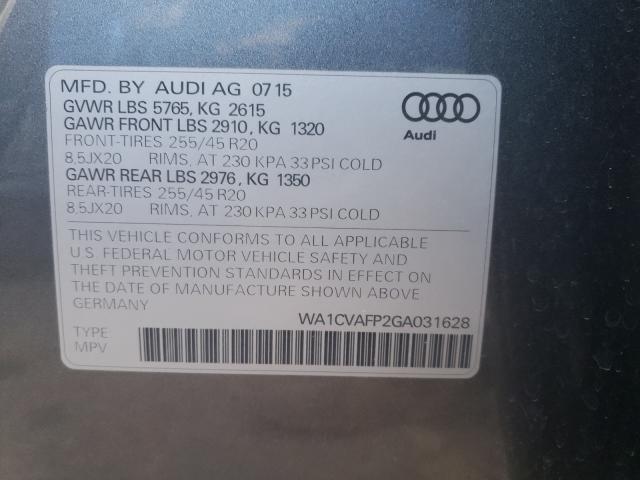 MFD. BY AUDI AG 07 15
GVWR LBS 5765, KG 2615
GAWR FRONT LBS 2910, KG 1320
FRONT-TIRES 255/45 R20
8,5JX20 RIMS, AT 230 KPA 33 PSI COLD
GAWR REAR LBS 2976, KG 1350
REAR-TIRES 255/45 R20
8,5JX20 RIMS, AT 230 KPA 33 PSI COLD
Audi
THIS VEHICLE CONFORMS TO ALL APPLICABLE
U.S. FEDERAL MOTOR VEHICLE SAFETY AND
THEFT PREVENTION STANDARDS IN EFFECT ON
THE DATE OF MANUFACTURE SHOWN ABOVE
GERMANY
WA1CVAFP2GA031628
TYPE
MPV